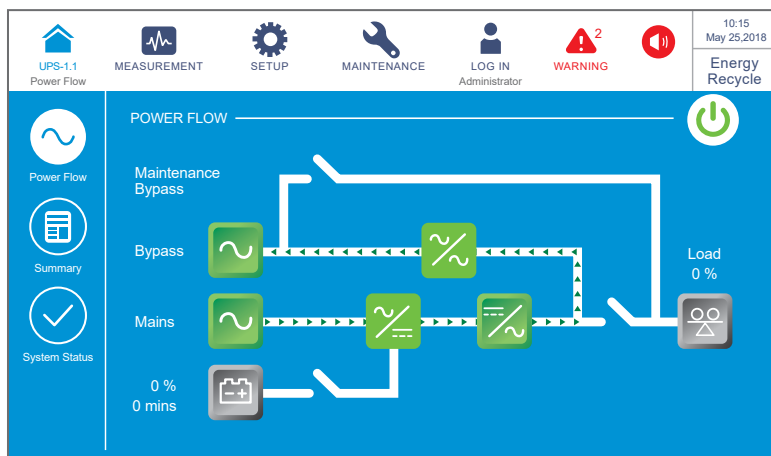 10:15
May 25,2018
Energy
Recycle
UPS-1.1
Power Flow
MEASUREMENT
SETUP
MAINTENANCE
LOG IN
Administrator
2
WARNING
POWER FLOW
Power Flow
Summary
System Status
Maintenance
Bypass
Bypass
Load
0 %
Mains
0 %
0 mins